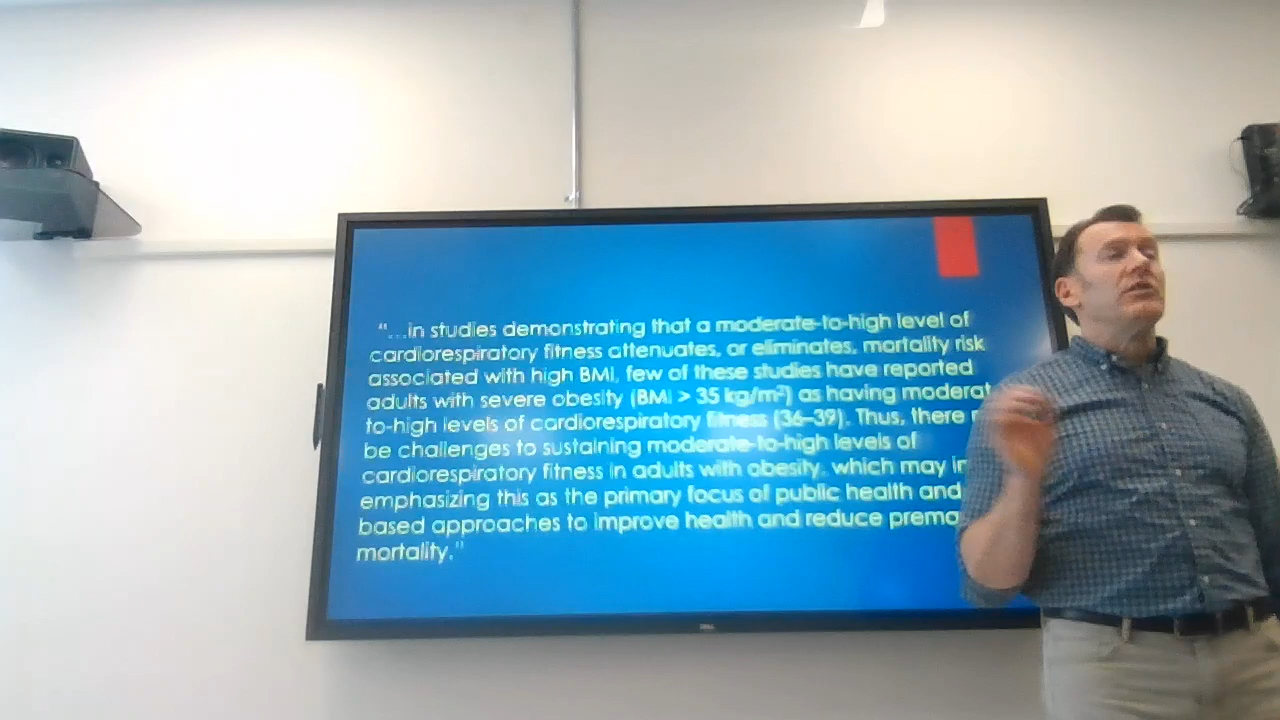 "...in studies demonstrating that a moderate-to-high level of
cardiorespiratory fitness attenuates, or eliminates, mortality risk
associated with high BMI, few of these studies have reported
adults with severe obesity (BMI > 35 kg/m²) as having moderat
to-high levels of cardiorespiratory fitness (36–39). Thus, there
be challenges to sustaining moderate-to-high levels of
cardiorespiratory fitness in adults with obesity, which may
emphasizing this as the primary focus of public health and
based approaches to improve health and reduce prema
mortality."
DELL